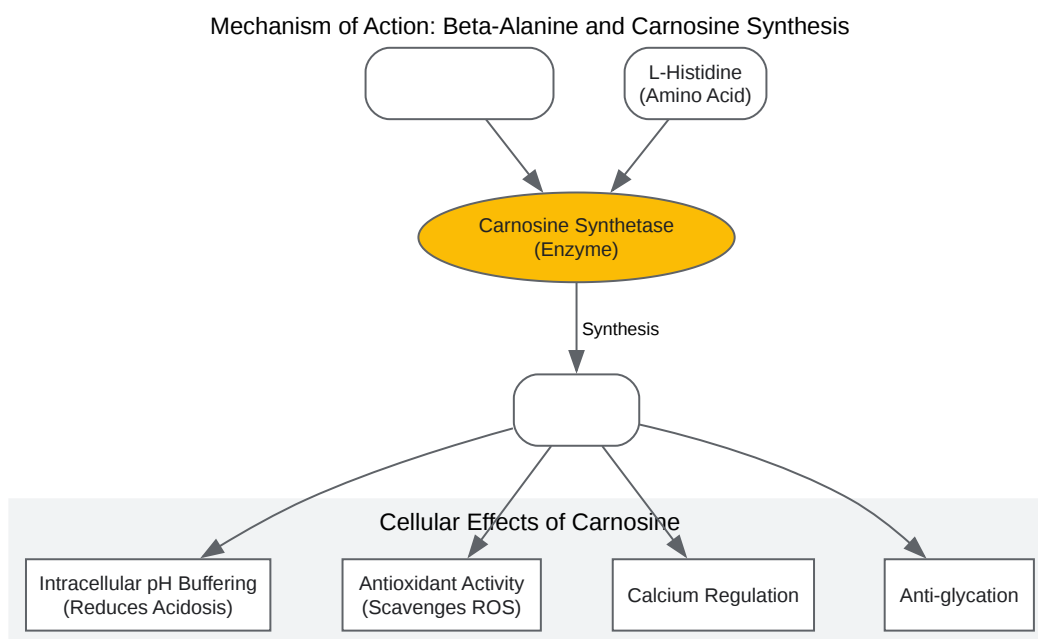 Mechanism of Action: Beta-Alanine and Carnosine Synthesis
L-Histidine
(Amino Acid)
Carnosine Synthetase
(Enzyme)
Synthesis
Cellular Effects of Carnosine
Intracellular pH Buffering
(Reduces Acidosis)
Antioxidant Activity
(Scavenges ROS)
Calcium Regulation
Anti-glycation